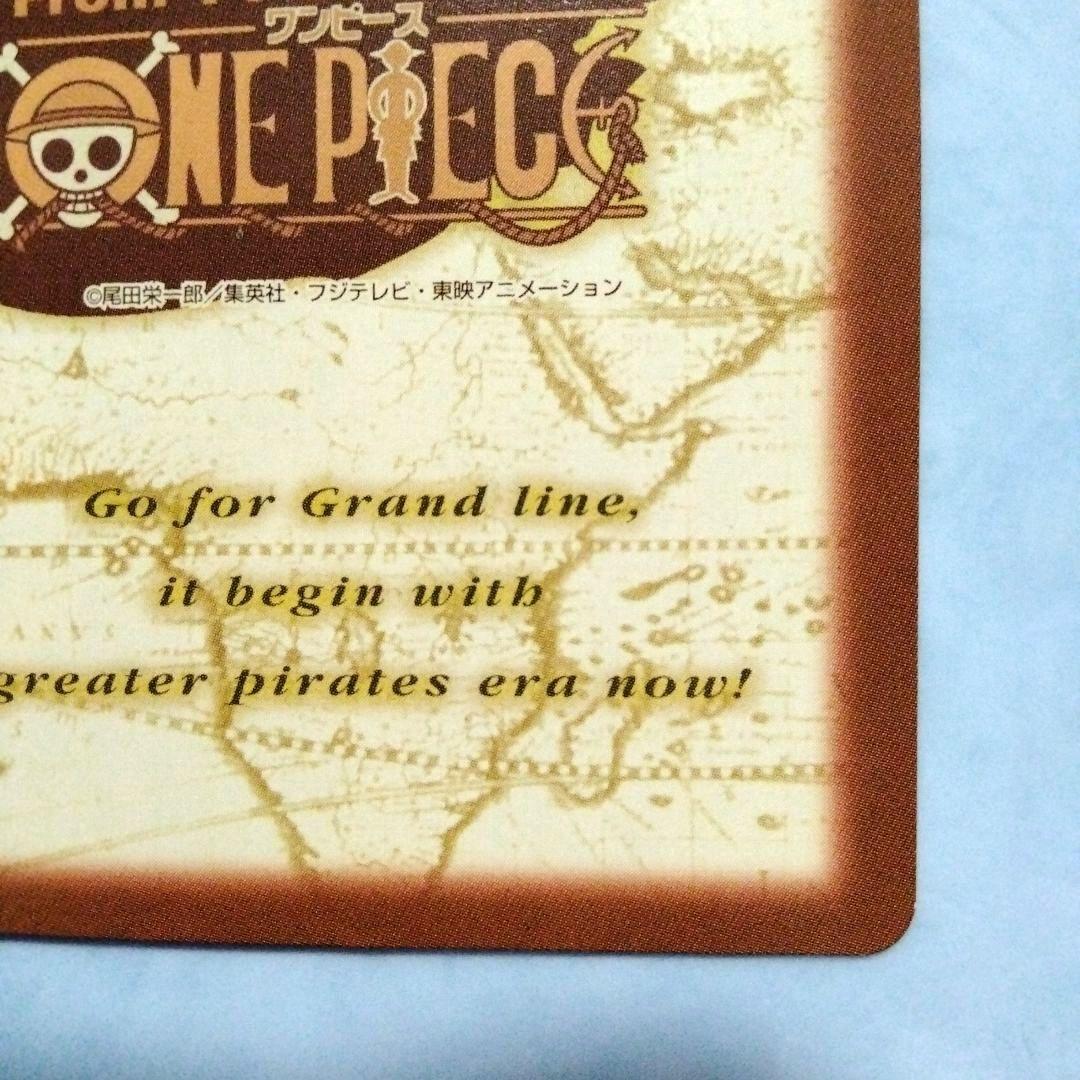 From
ワンピース
ONE PIECE
©尾田栄一郎／集英社・フジテレビ・東映アニメーション
Go for Grand line,
it begin with
greater pirates era now!